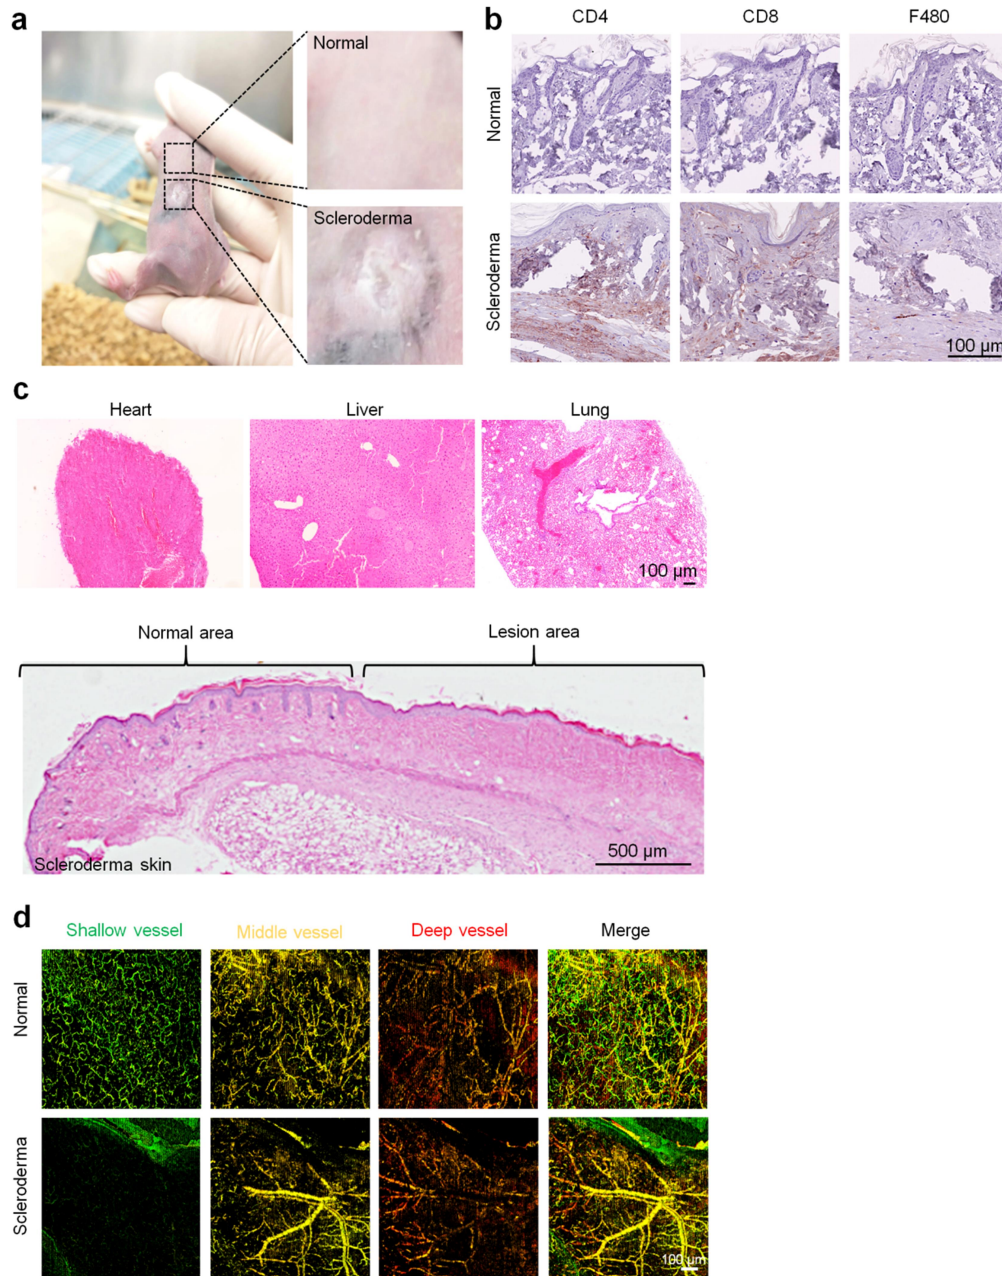 a
Normal
Scleroderma
b
CD4 CD8 F480
Normal
Scleroderma
100 µm
c
Heart Liver Lung
100 µm
Normal area Lesion area
500 µm
Scleroderma skin
d
Shallow vessel Middle vessel Deep vessel Merge
Normal
Scleroderma
100 µm